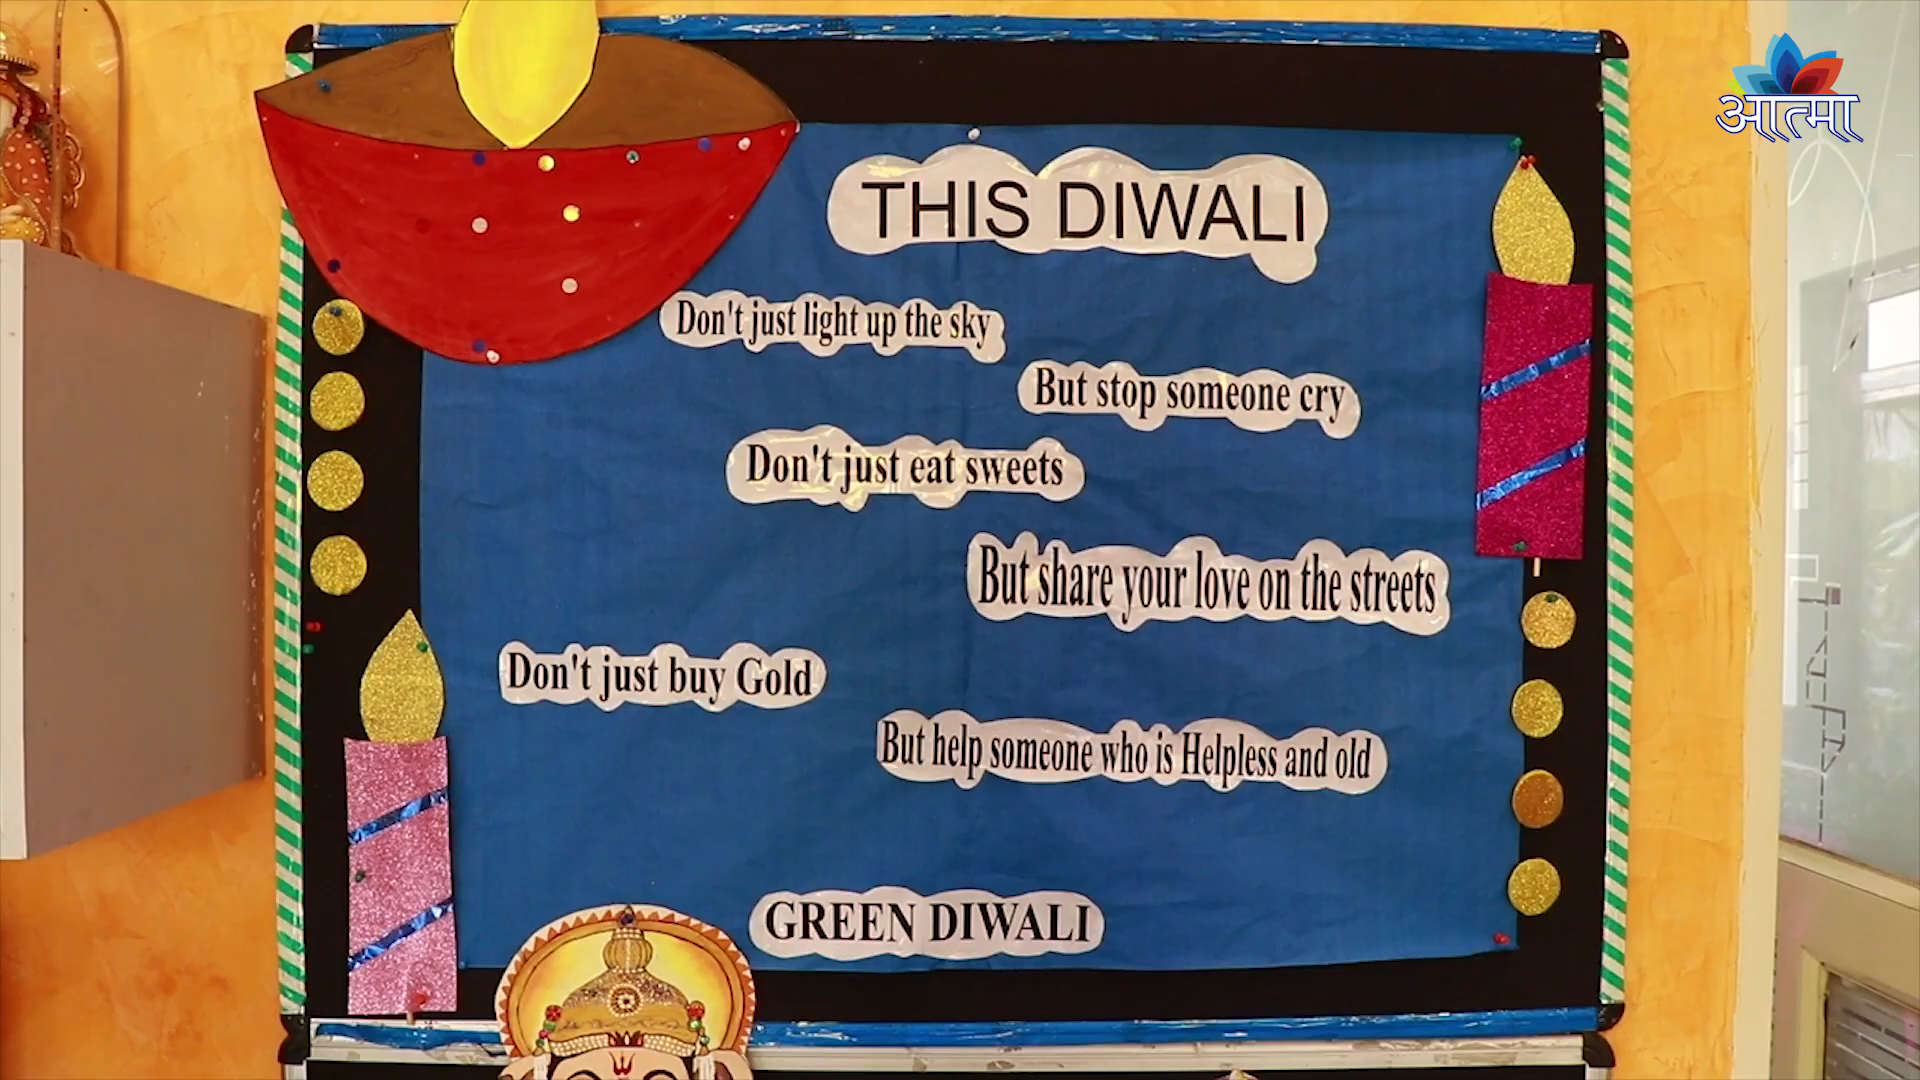 आत्मा
THIS DIWALI
Don't just light up the sky
But stop someone cry
Don't just eat sweets
But share your love on the streets
Don't just buy Gold
But help someone who is Helpless and old
GREEN DIWALI